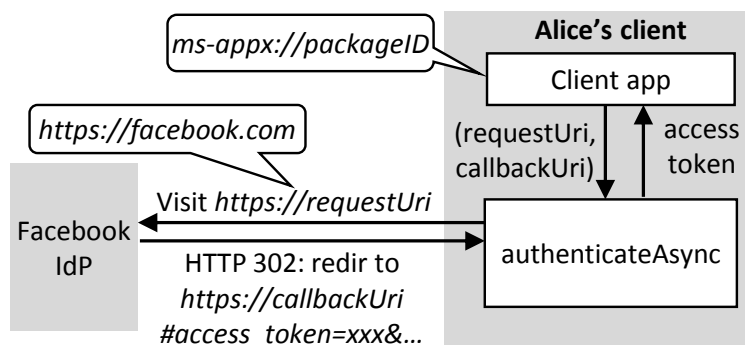 Alice's client
ms-appx://packageID
Client app
https://facebook.com
(requestUri,
callbackUri)
access
token
Visit https://requestUri
Facebook
IdP
authenticateAsync
HTTP 302: redir to
https://callbackUri
#access_token=xxx&…